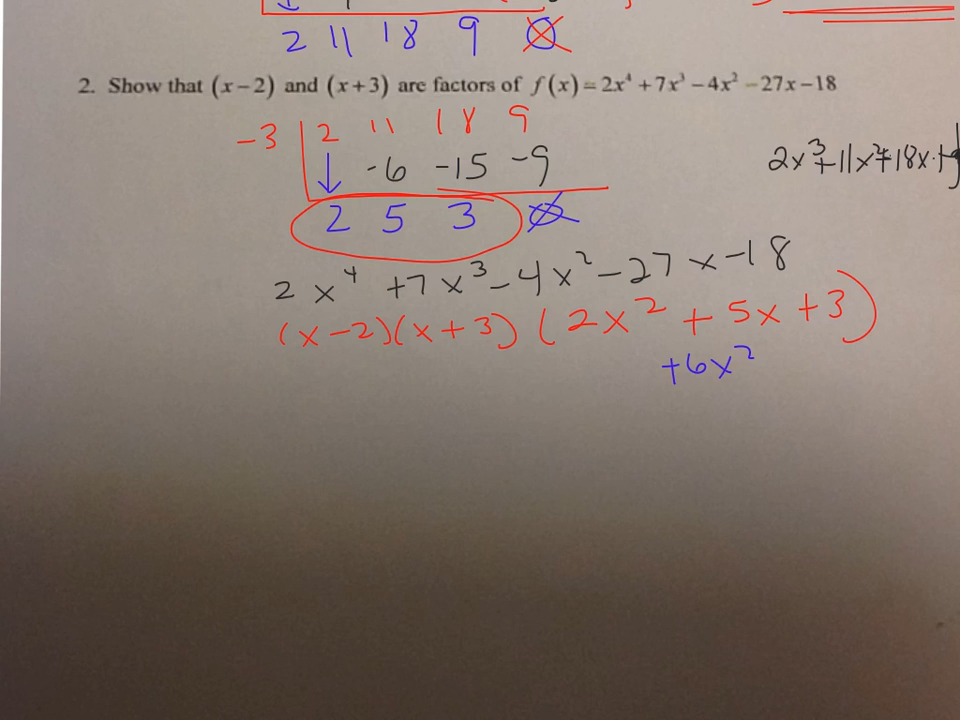 2 11 18 9 0
2. Show that (x-2) and (x+3) are factors of f(x)=2x⁴+7x³-4x²-27x-18
-3 2 11 18 9
-6 -15 -9
2x³+11x²+18x+9
2 5 3 0
2x⁴+7x³-4x²-27x-18
(x-2)(x+3)(2x²+5x+3)
+6x²